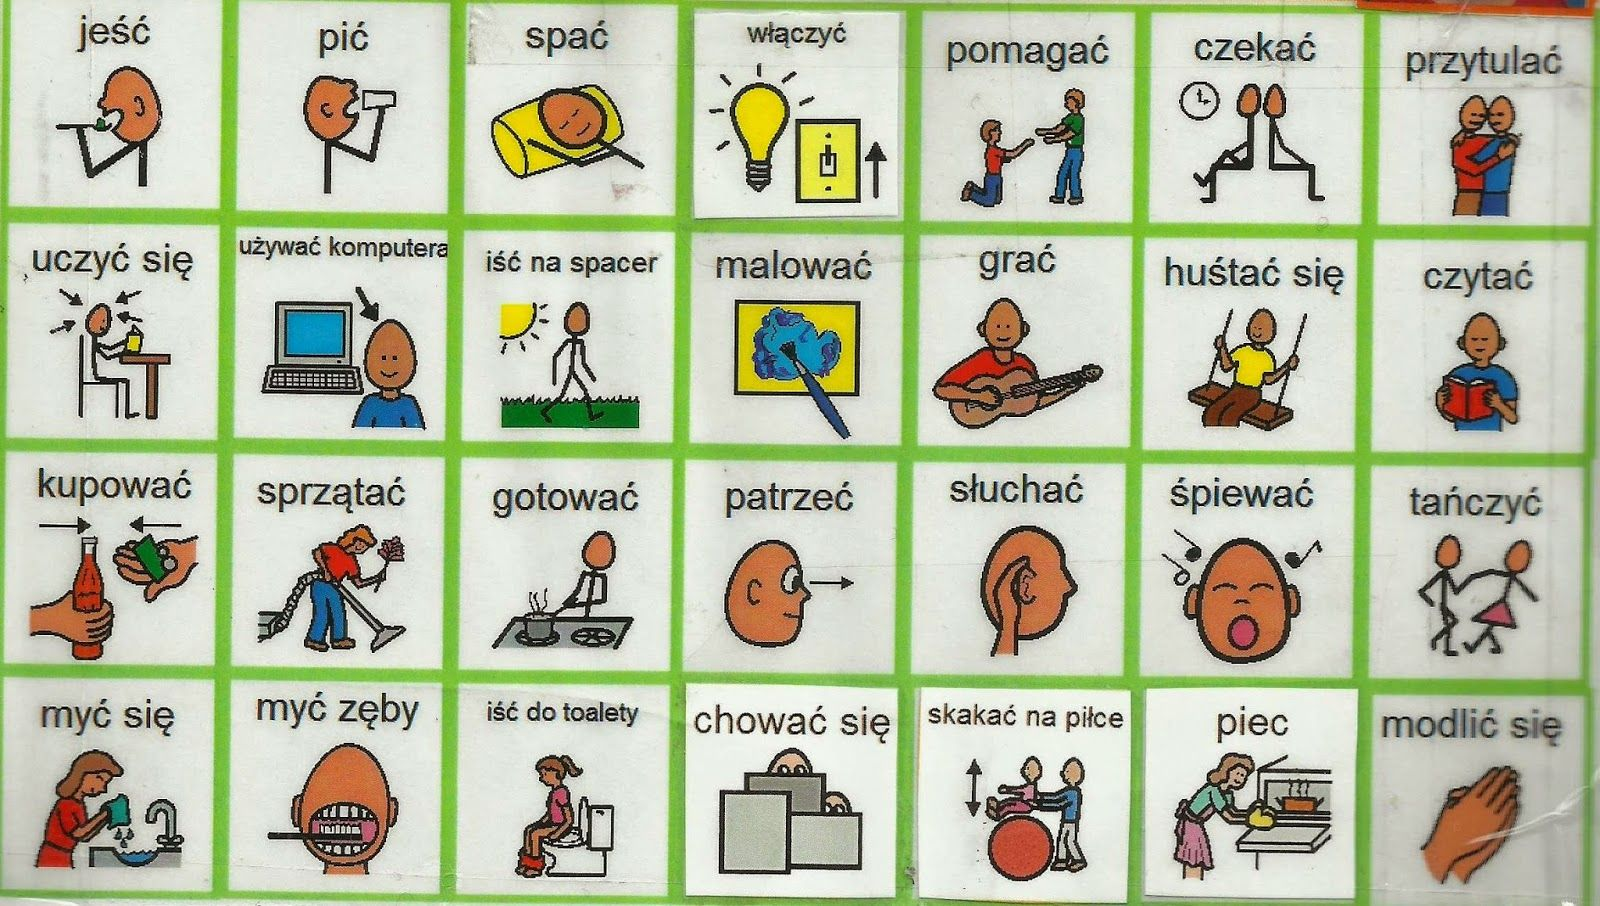 jeść
pić
spać
włączyć
pomagać
czekać
przytulać
uczyć się
używać komputera
iść na spacer
malować
grać
huśtać się
czytać
kupować
sprzątać
gotować
patrzeć
słuchać
śpiewać
tańczyć
myć się
myć zęby
iść do toalety
chować się
skakać na piłce
piec
modlić się